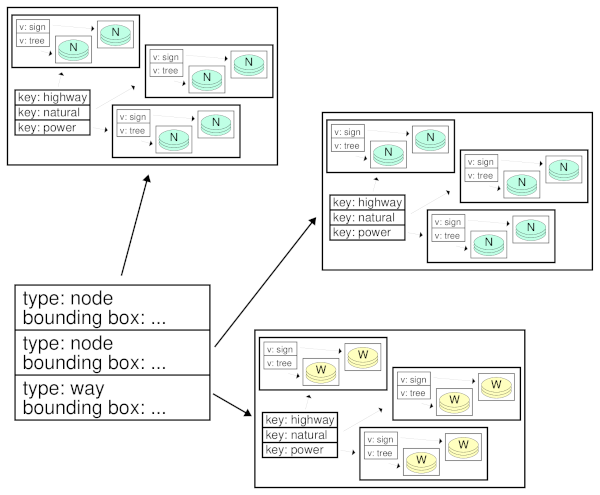 v: sign
N
v: tree
N
v: sign
N
v: tree
N
key: highway
key: natural
key: power
v: sign
N
v: tree
N
v: sign
N
v: tree
N
v: sign
N
v: tree
N
key: highway
key: natural
key: power
v: sign
N
v: tree
N
type: node
bounding box: ...
type: node
bounding box: ...
type: way
bounding box: ...
v: sign
W
v: tree
W
v: sign
W
v: tree
W
key: highway
key: natural
key: power
v: sign
W
v: tree
W